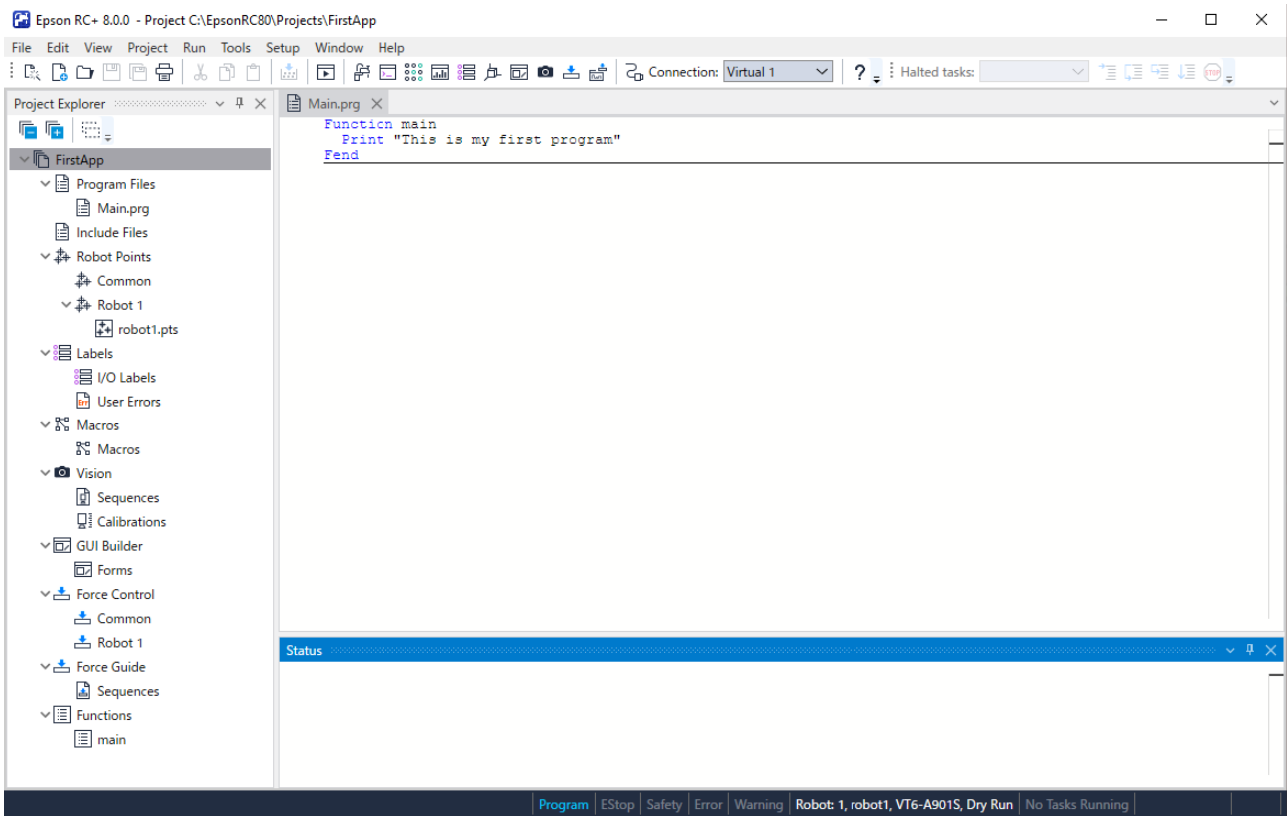 Epson RC+ 8.0.0 - Project C:\EpsonRC80\Projects\FirstApp
File Edit View Project Run Tools Setup Window Help
Connection: Virtual 1 ? Halted tasks: STOP
Project Explorer
Main.prg
Function main
Print "This is my first program"
Fend
FirstApp
Program Files
Main.prg
Include Files
Robot Points
Common
Robot 1
robot1.pts
Labels
I/O Labels
Err User Errors
Macros
Macros
Vision
Sequences
Calibrations
GUI Builder
Forms
Force Control
Common
Robot 1
Force Guide
Sequences
Functions
main
Status
Program EStop Safety Error Warning Robot: 1, robot1, VT6-A901S, Dry Run No Tasks Running